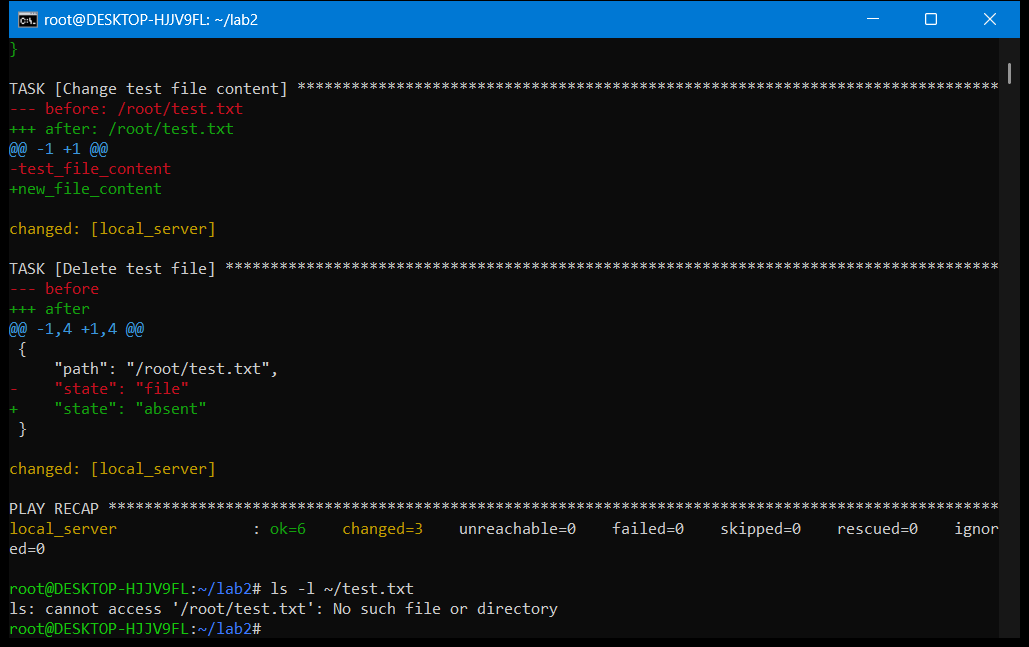 root@DESKTOP-HJJV9FL: ~/lab2
}
TASK [Change test file content] ******************************************************************************
--- before: /root/test.txt
+++ after: /root/test.txt
@@ -1 +1 @@
-test_file_content
+new_file_content
changed: [local_server]
TASK [Delete test file] **************************************************************************************
--- before
+++ after
@@ -1,4 +1,4 @@
 {
     "path": "/root/test.txt",
-    "state": "file"
+    "state": "absent"
 }
changed: [local_server]
PLAY RECAP ***************************************************************************************************
local_server               : ok=6    changed=3    unreachable=0    failed=0    skipped=0    rescued=0    ignor
ed=0
root@DESKTOP-HJJV9FL:~/lab2# ls -l ~/test.txt
ls: cannot access '/root/test.txt': No such file or directory
root@DESKTOP-HJJV9FL:~/lab2#